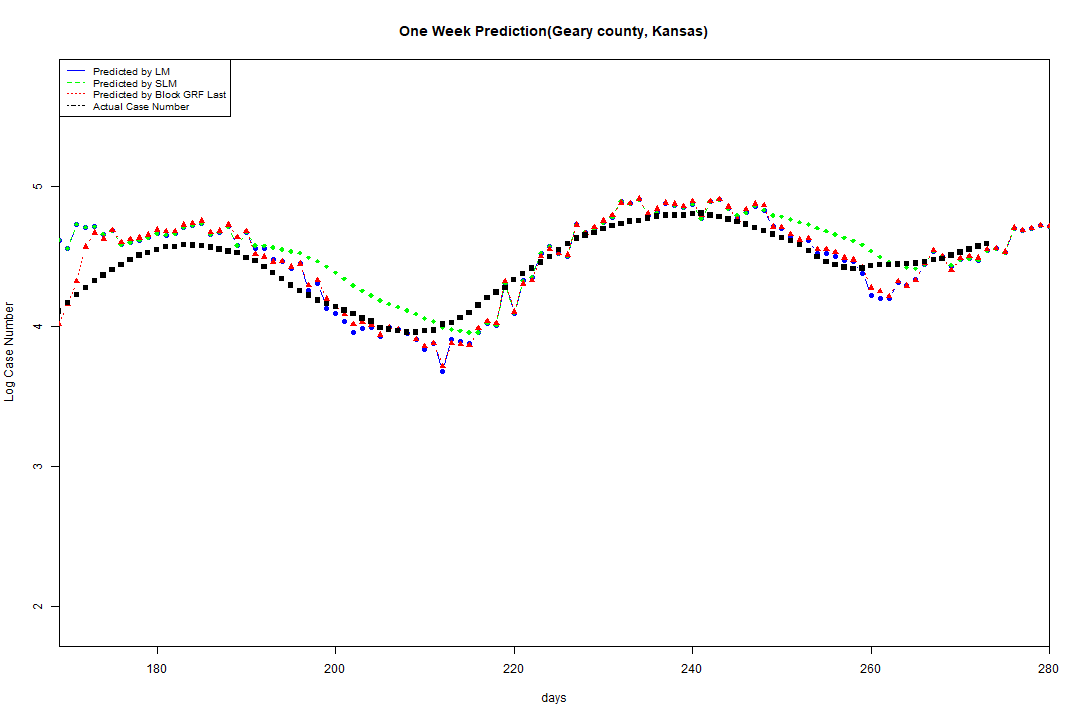 One Week Prediction(Geary county, Kansas)
Predicted by LM
Predicted by SLM
Predicted by Block GRF Last
Actual Case Number
5
4
3
2
Log Case Number
180 200 220 240 260 280
days